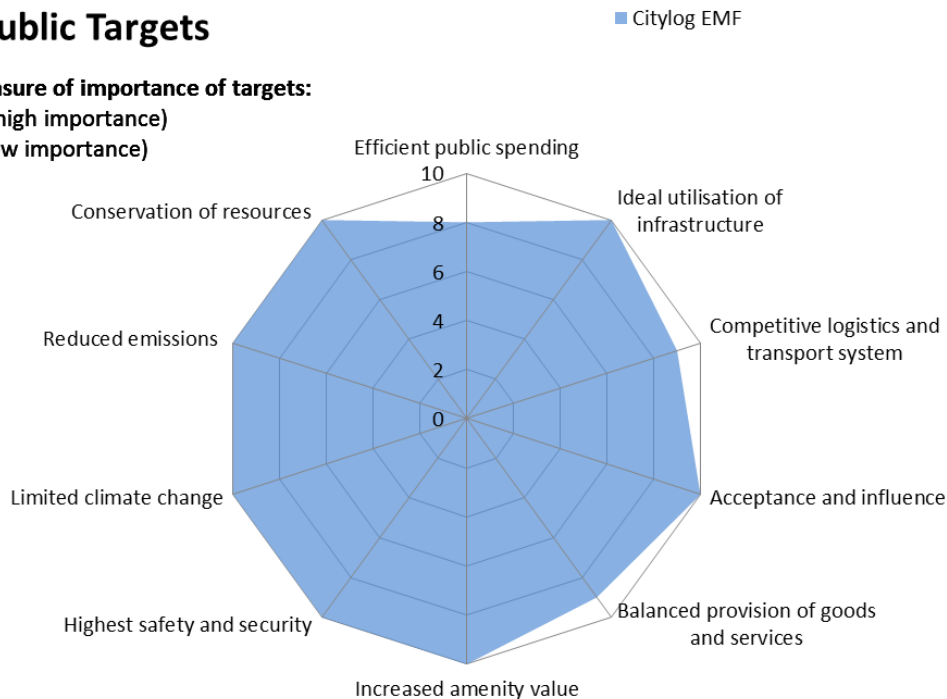 ublic Targets
Citylog EMF
asure of importance of targets:
high importance)
w importance)
Efficient public spending
10
Ideal utilisation of
infrastructure
Conservation of resources
8
6
Competitive logistics and
transport system
Reduced emissions
4
2
0
Limited climate change
Acceptance and influence
Balanced provision of goods
and services
Highest safety and security
Increased amenity value